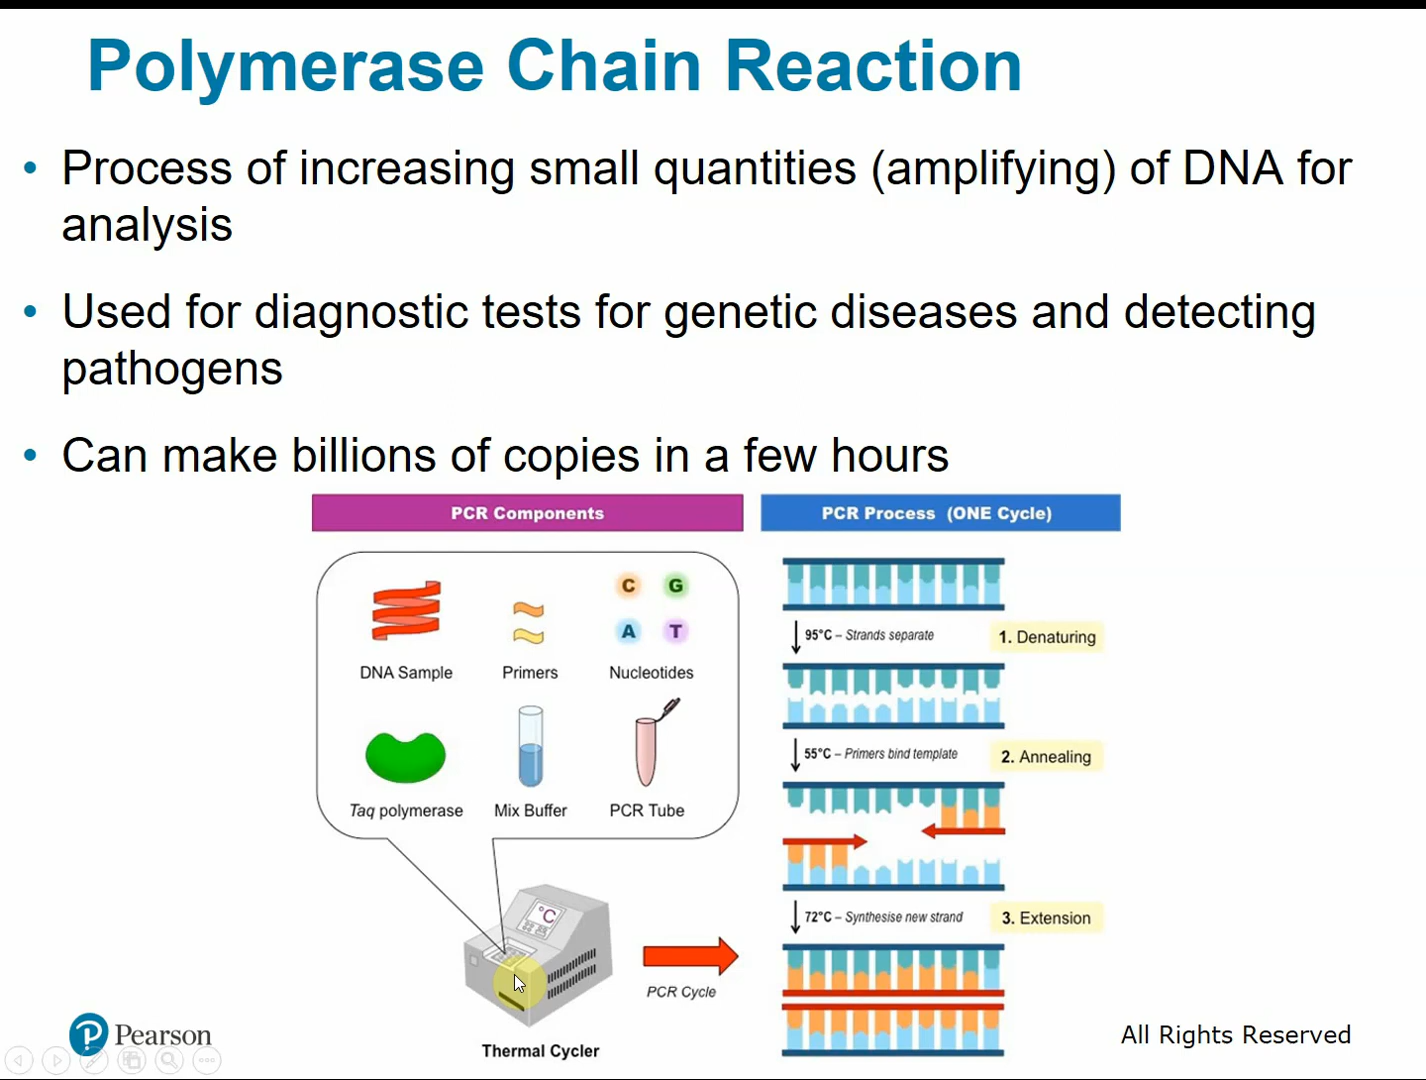 Polymerase Chain Reaction
• Process of increasing small quantities (amplifying) of DNA for
analysis
• Used for diagnostic tests for genetic diseases and detecting
pathogens
• Can make billions of copies in a few hours
PCR Components
C G
A T
DNA Sample
Primers
Nucleotides
Taq polymerase
Mix Buffer
PCR Tube
°C
Thermal Cycler
PCR Cycle
PCR Process (ONE Cycle)
95°C – Strands separate
1. Denaturing
55°C – Primers bind template
2. Annealing
72°C – Synthesise new strand
3. Extension
P Pearson
All Rights Reserved